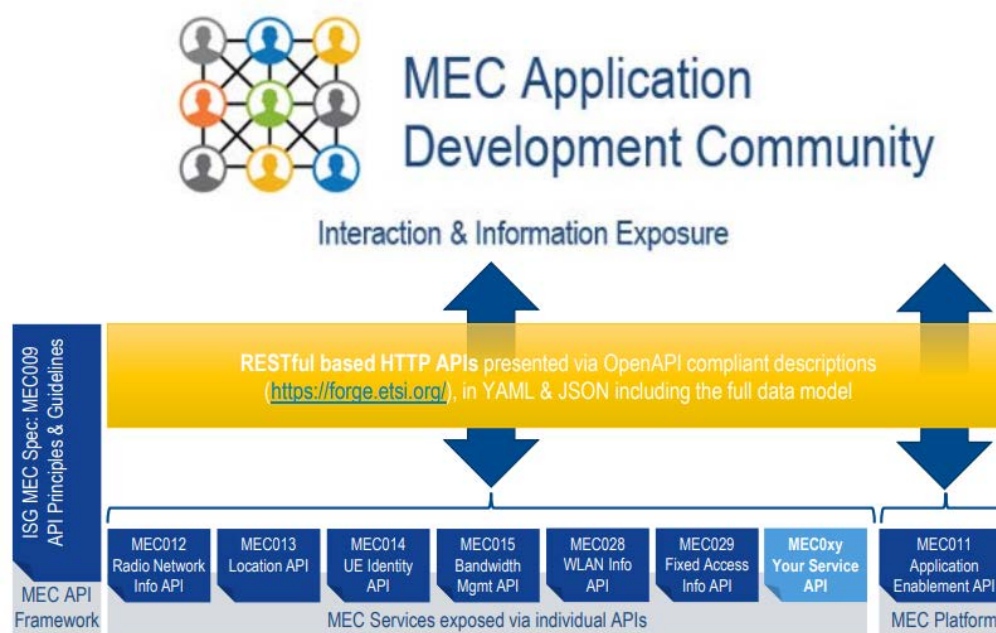 MEC Application
Development Community
Interaction & Information Exposure
RESTful based HTTP APIs presented via OpenAPI compliant descriptions
(https://forge.etsi.org/), in YAML & JSON including the full data model
ISG MEC Spec: MEC009
API Principles & Guidelines
MEC API
Framework
MEC012
Radio Network
Info API
MEC013
Location API
MEC014
UE Identity
API
MEC015
Bandwidth
Mgmt API
MEC028
WLAN Info
API
MEC029
Fixed Access
Info API
MEC0xy
Your Service
API
MEC Services exposed via individual APIs
MEC011
Application
Enablement API
MEC Platform